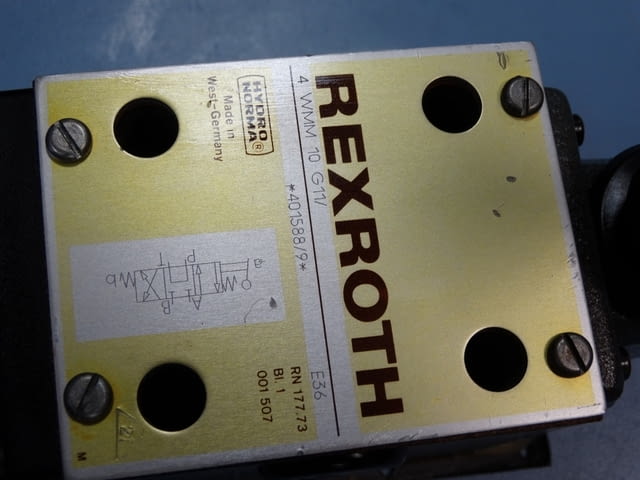 REXROTH
4 WMM 10 G11/
E36
*401588/9*
HYDRO
NORMA®
Made in
West-Germany
RN 177.73
Bl. 1
001 507
a
b
P
T
B
21
M